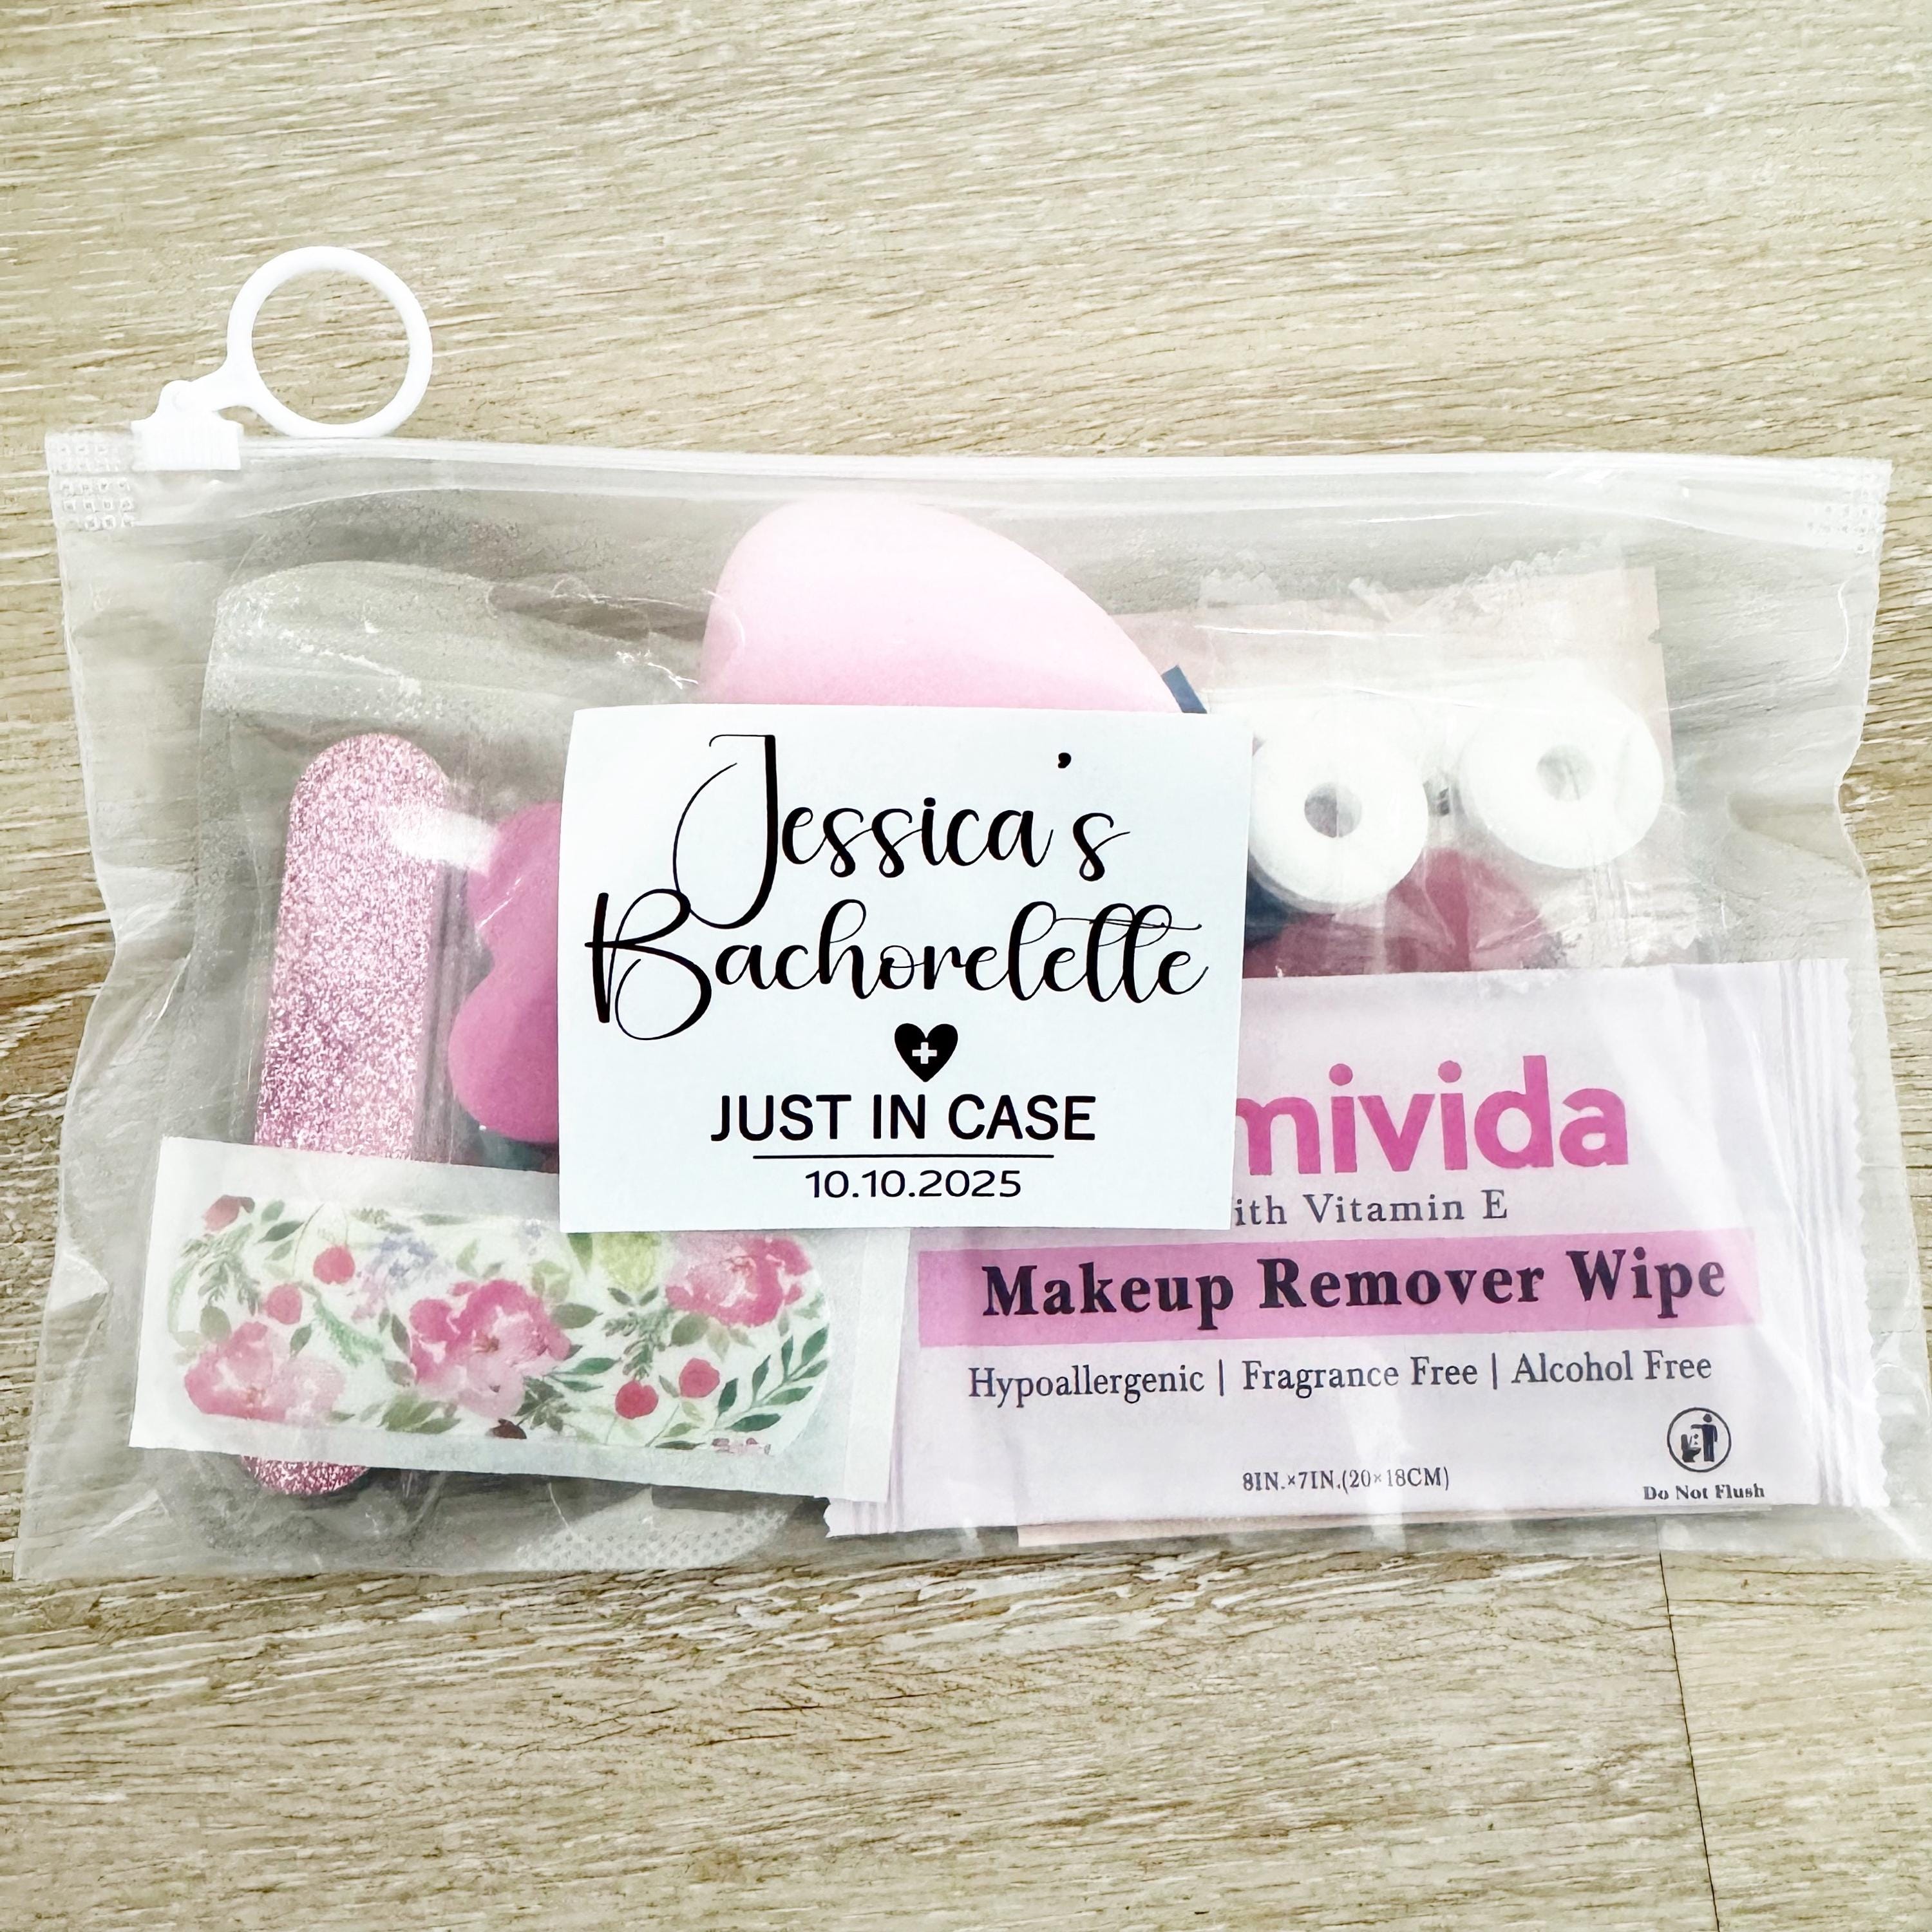 Jessica's
Bachorelette
JUST IN CASE
10.10.2025
mivida
ith Vitamin E
Makeup Remover Wipe
Hypoallergenic | Fragrance Free | Alcohol Free
8IN.×7IN.(20×18CM)
Do Not Flush